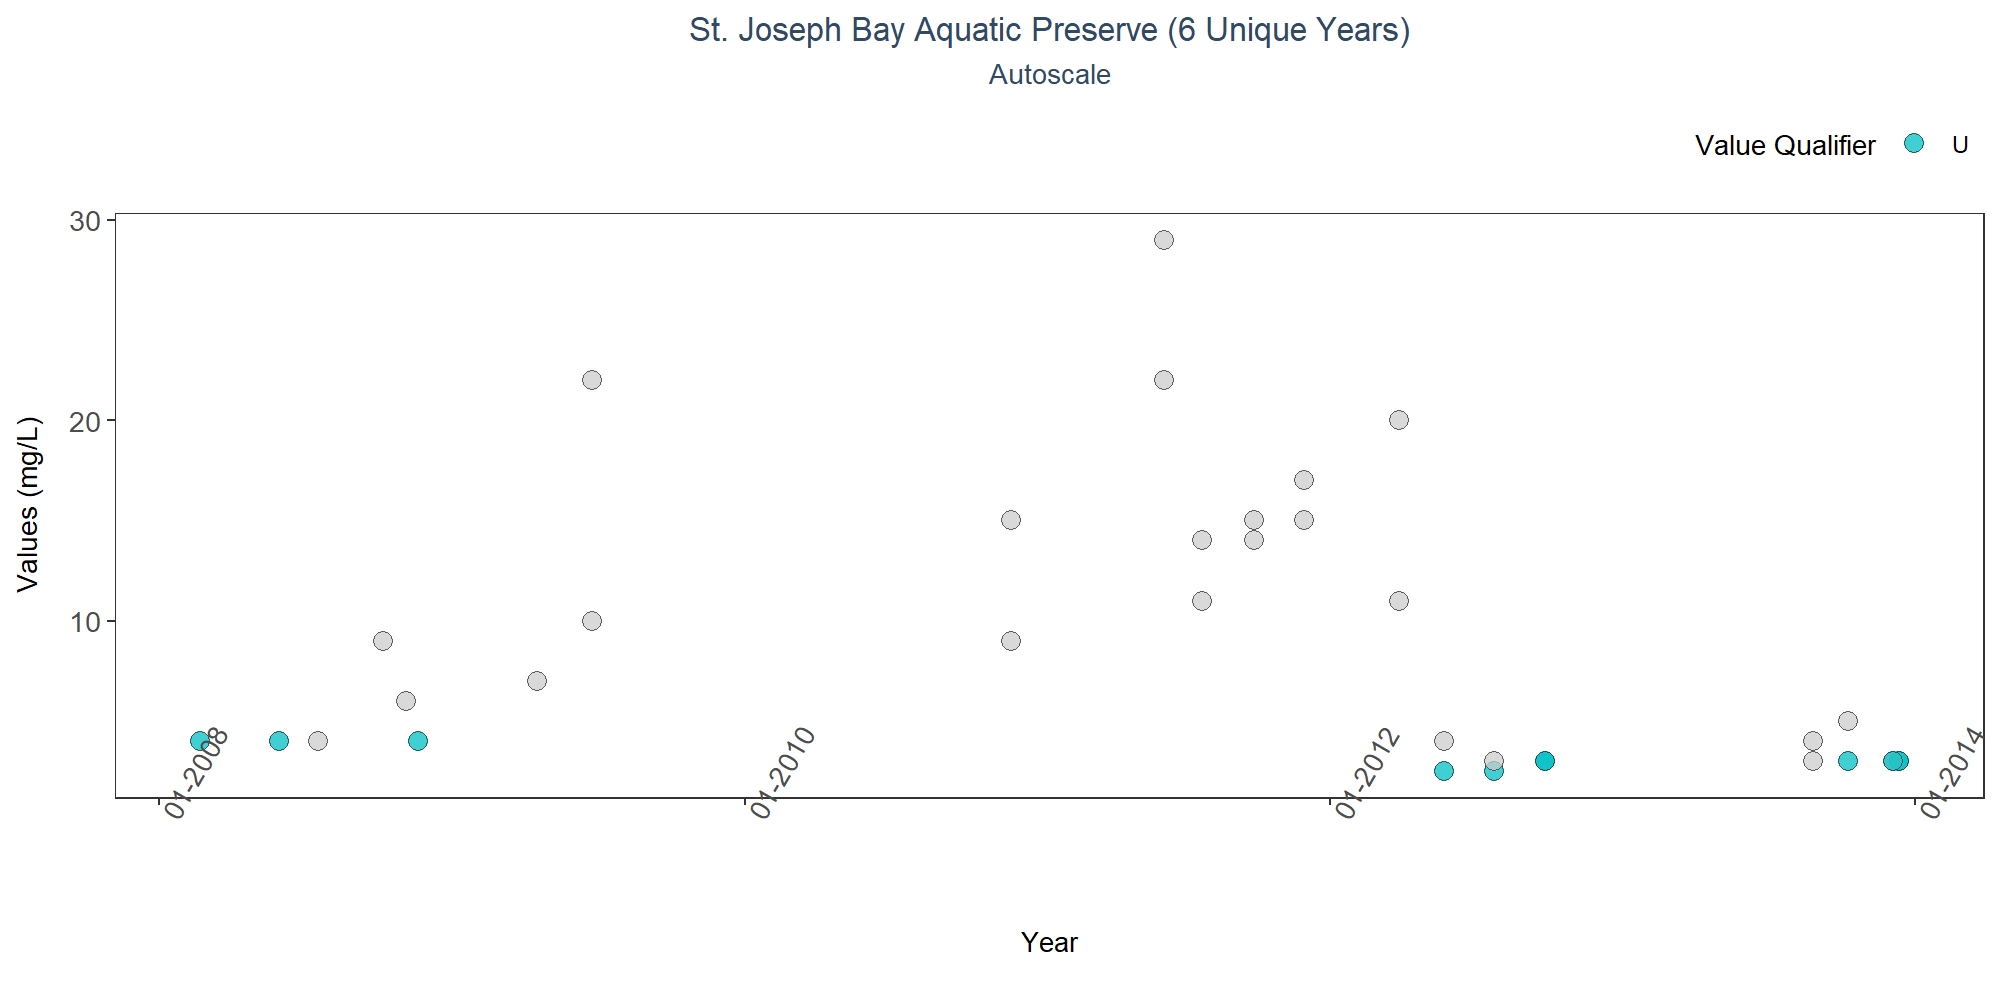 St. Joseph Bay Aquatic Preserve (6 Unique Years)
Autoscale
Value Qualifier U
30
20
10
Values (mg/L)
01-2008 01-2010 01-2012 01-2014
Year